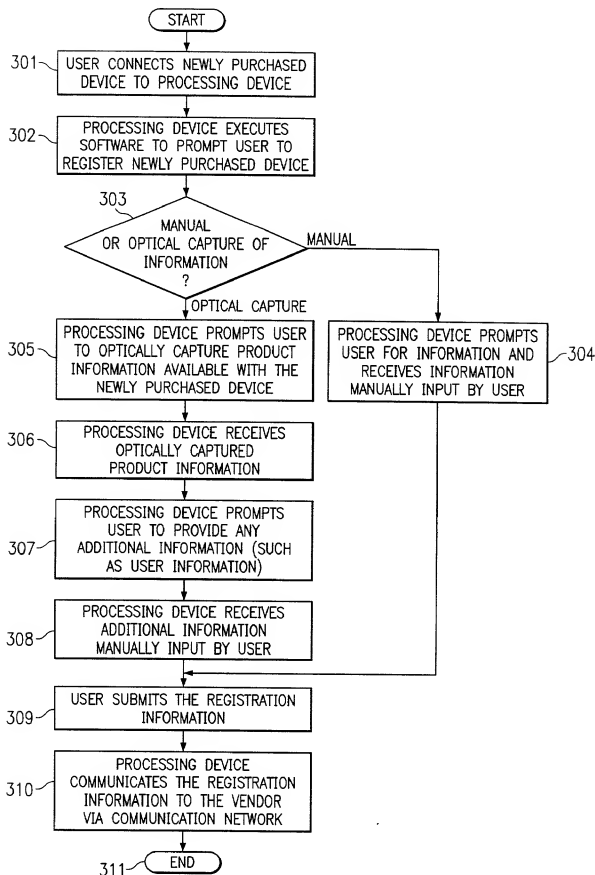 START
301
USER CONNECTS NEWLY PURCHASED
DEVICE TO PROCESSING DEVICE
302
PROCESSING DEVICE EXECUTES
SOFTWARE TO PROMPT USER TO
REGISTER NEWLY PURCHASED DEVICE
303
MANUAL
OR OPTICAL CAPTURE OF
INFORMATION
?
MANUAL
OPTICAL CAPTURE
305
PROCESSING DEVICE PROMPTS USER
TO OPTICALLY CAPTURE PRODUCT
INFORMATION AVAILABLE WITH THE
NEWLY PURCHASED DEVICE
PROCESSING DEVICE PROMPTS
USER FOR INFORMATION AND
RECEIVES INFORMATION
MANUALLY INPUT BY USER
304
306
PROCESSING DEVICE RECEIVES
OPTICALLY CAPTURED
PRODUCT INFORMATION
307
PROCESSING DEVICE PROMPTS
USER TO PROVIDE ANY
ADDITIONAL INFORMATION (SUCH
AS USER INFORMATION)
308
PROCESSING DEVICE RECEIVES
ADDITIONAL INFORMATION
MANUALLY INPUT BY USER
309
USER SUBMITS THE REGISTRATION
INFORMATION
310
PROCESSING DEVICE
COMMUNICATES THE REGISTRATION
INFORMATION TO THE VENDOR
VIA COMMUNICATION NETWORK
311
END